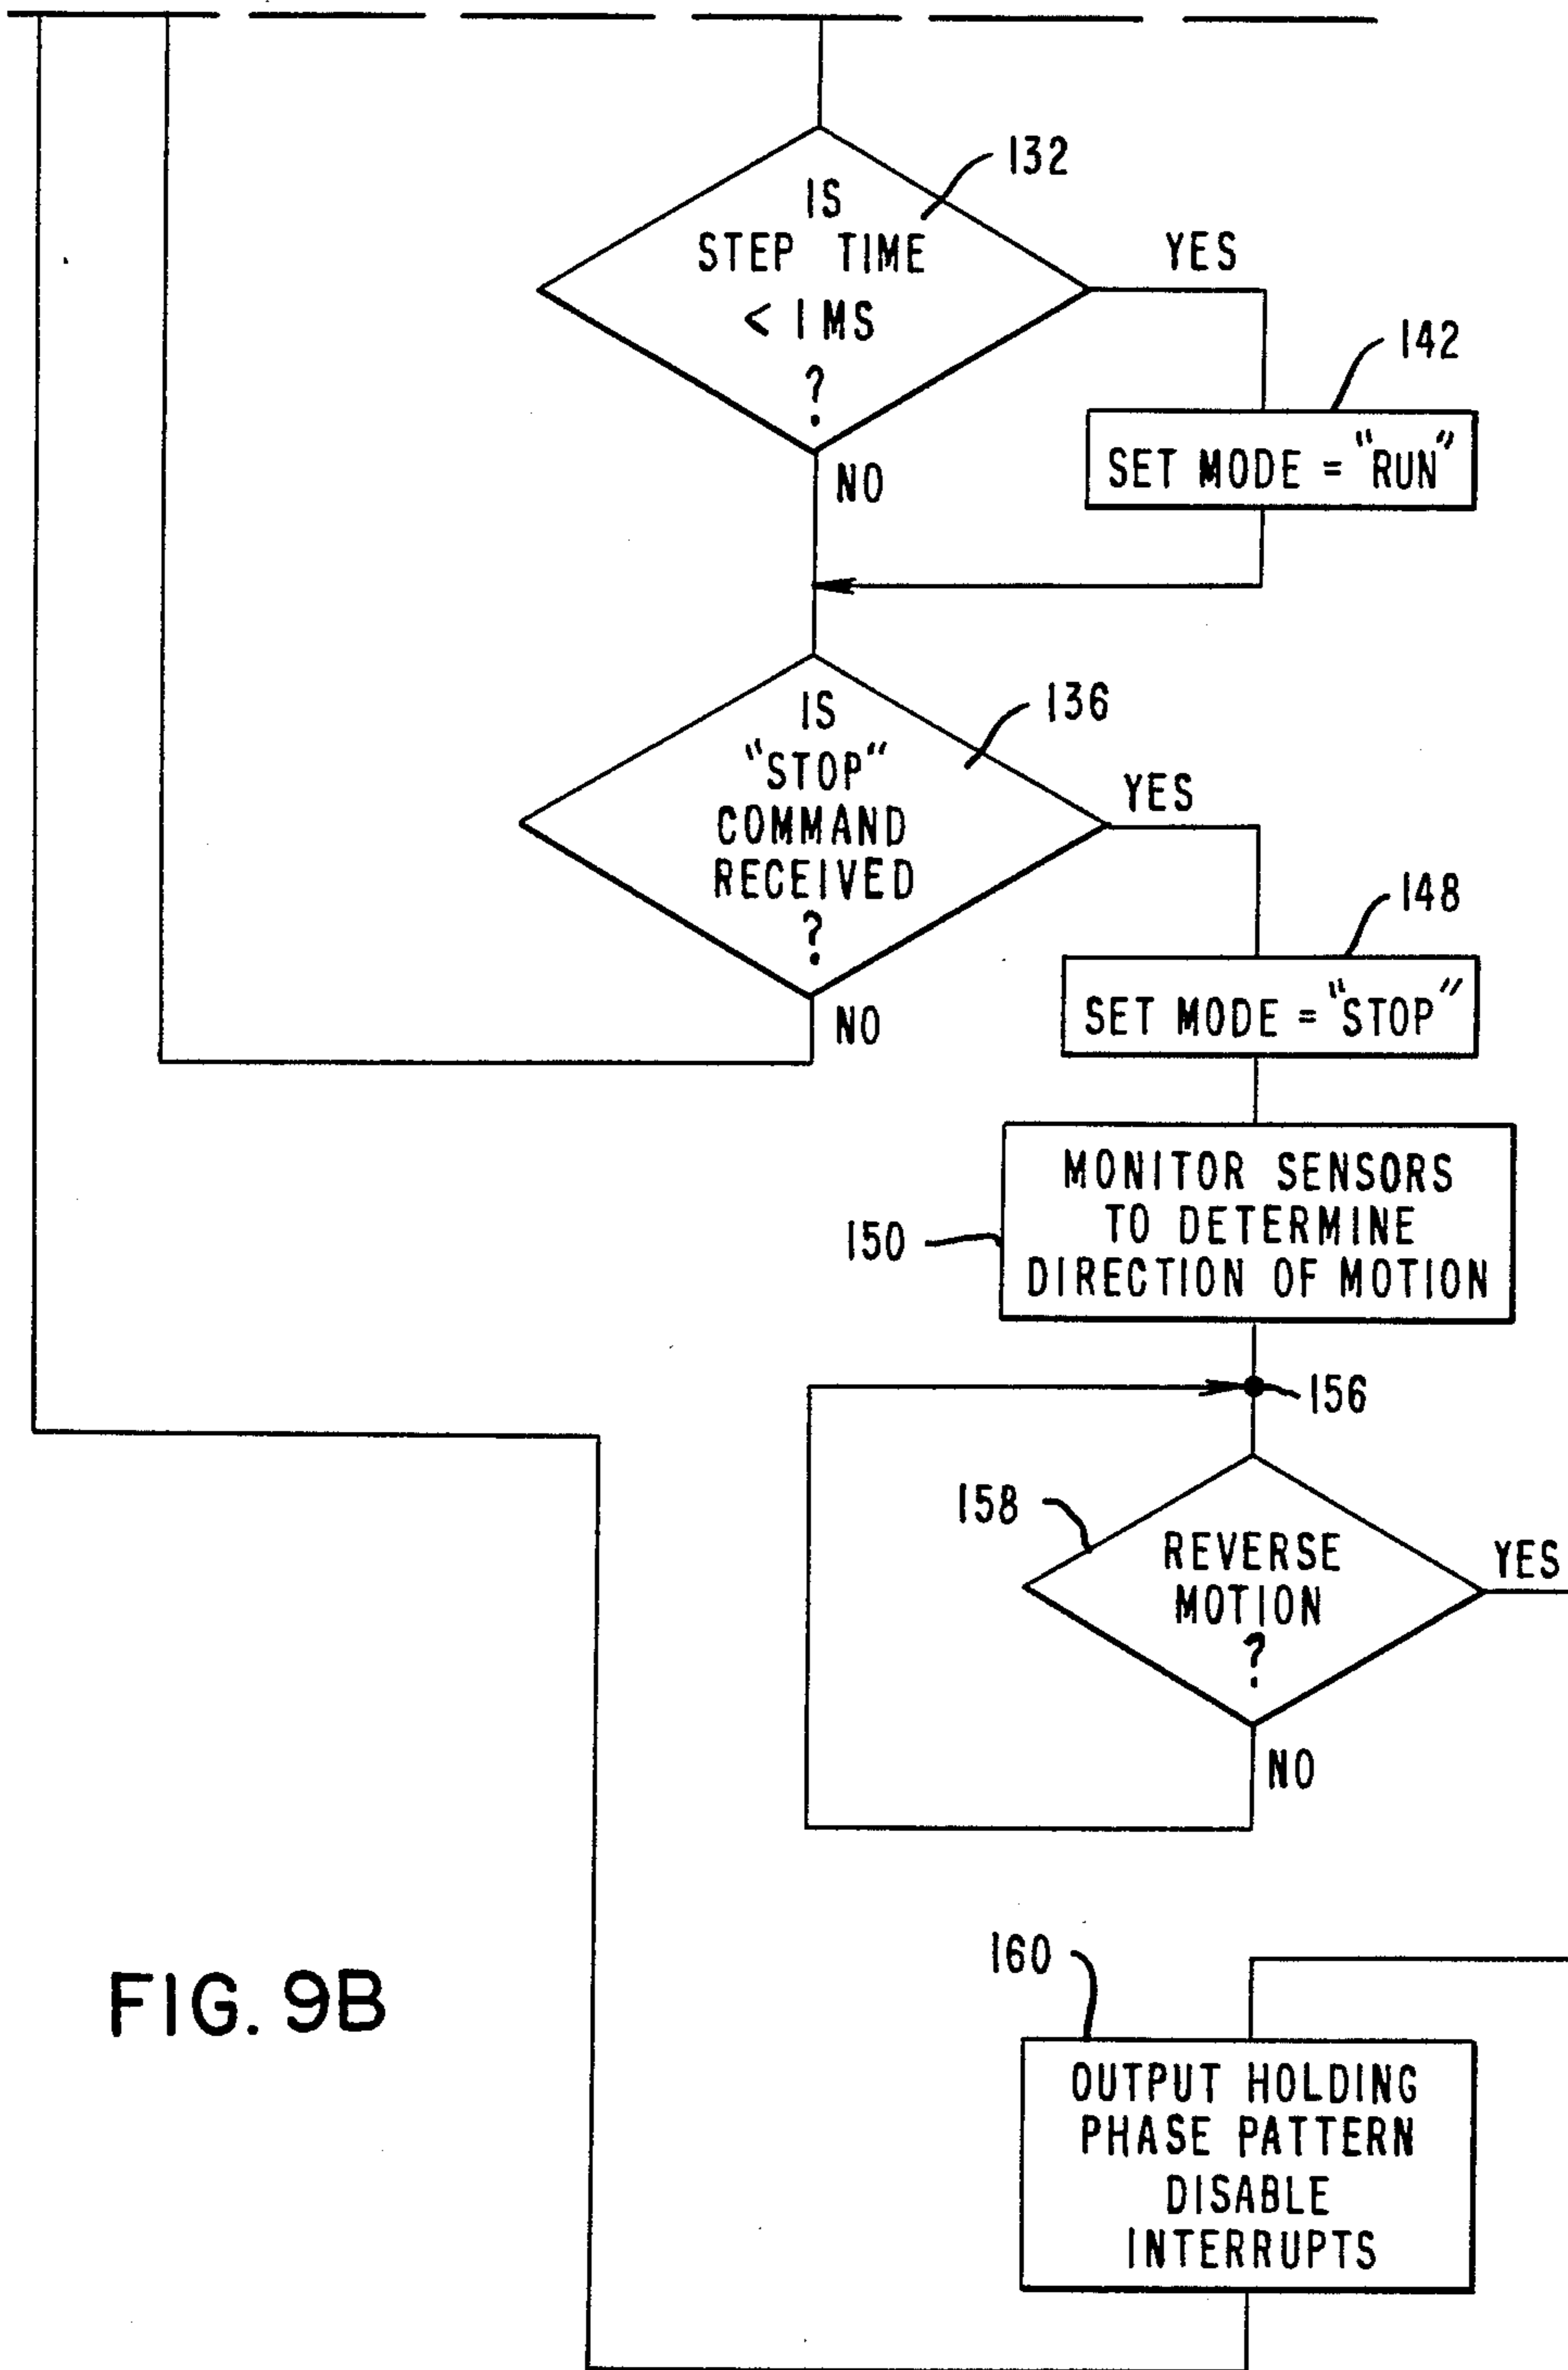 132
IS
STEP TIME
< 1 MS
?
YES
142
SET MODE = "RUN"
NO
136
IS
"STOP"
COMMAND
RECEIVED
?
YES
148
SET MODE = "STOP"
NO
MONITOR SENSORS
TO DETERMINE
DIRECTION OF MOTION
150
156
158
REVERSE
MOTION
?
YES
NO
160
OUTPUT HOLDING
PHASE PATTERN
DISABLE
INTERRUPTS
FIG. 9B